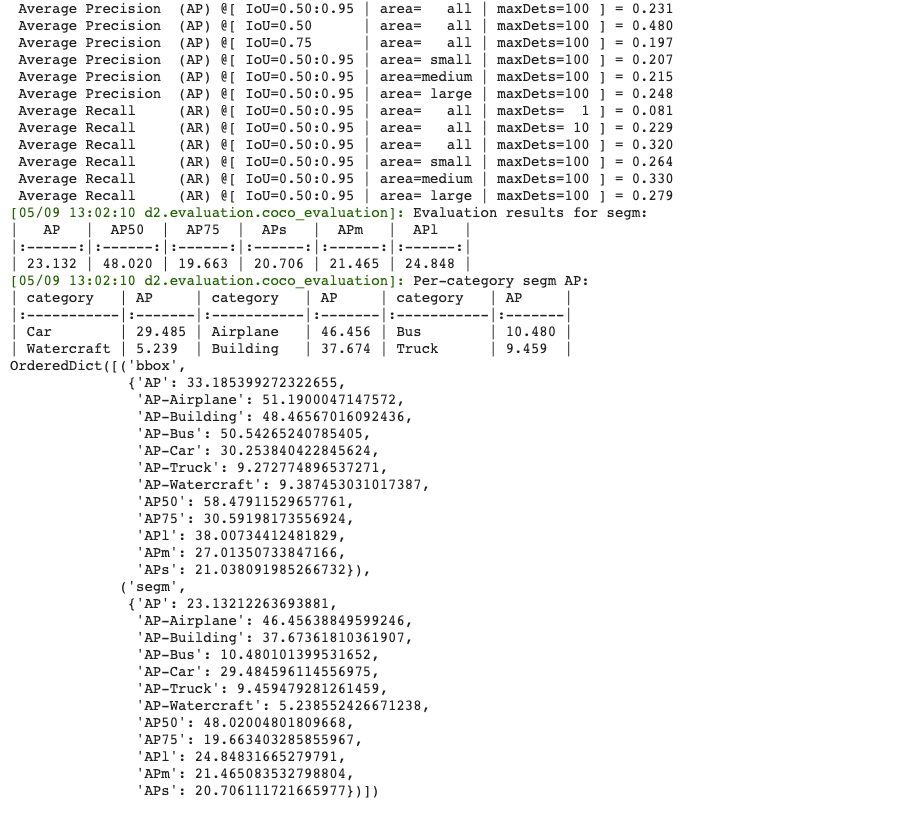 Average Precision  (AP) @[ IoU=0.50:0.95 | area=   all | maxDets=100 ] = 0.231
Average Precision  (AP) @[ IoU=0.50      | area=   all | maxDets=100 ] = 0.480
Average Precision  (AP) @[ IoU=0.75      | area=   all | maxDets=100 ] = 0.197
Average Precision  (AP) @[ IoU=0.50:0.95 | area= small | maxDets=100 ] = 0.207
Average Precision  (AP) @[ IoU=0.50:0.95 | area=medium | maxDets=100 ] = 0.215
Average Precision  (AP) @[ IoU=0.50:0.95 | area= large | maxDets=100 ] = 0.248
Average Recall     (AR) @[ IoU=0.50:0.95 | area=   all | maxDets=  1 ] = 0.081
Average Recall     (AR) @[ IoU=0.50:0.95 | area=   all | maxDets= 10 ] = 0.229
Average Recall     (AR) @[ IoU=0.50:0.95 | area=   all | maxDets=100 ] = 0.320
Average Recall     (AR) @[ IoU=0.50:0.95 | area= small | maxDets=100 ] = 0.264
Average Recall     (AR) @[ IoU=0.50:0.95 | area=medium | maxDets=100 ] = 0.330
Average Recall     (AR) @[ IoU=0.50:0.95 | area= large | maxDets=100 ] = 0.279
[05/09 13:02:10 d2.evaluation.coco_evaluation]: Evaluation results for segm:
|   AP   |  AP50  |  AP75  |  APs   |  APm   |  APl   |
|:------:|:------:|:------:|:------:|:------:|:------:|
| 23.132 | 48.020 | 19.663 | 20.706 | 21.465 | 24.848 |
[05/09 13:02:10 d2.evaluation.coco_evaluation]: Per-category segm AP:
| category   | AP     | category   | AP     | category   | AP     |
|:-----------|:-------|:-----------|:-------|:-----------|:-------|
| Car        | 29.485 | Airplane   | 46.456 | Bus        | 10.480 |
| Watercraft | 5.239  | Building   | 37.674 | Truck      | 9.459  |
OrderedDict([('bbox',
{'AP': 33.185399272322655,
'AP-Airplane': 51.1900047147572,
'AP-Building': 48.46567016092436,
'AP-Bus': 50.54265240785405,
'AP-Car': 30.253840422845624,
'AP-Truck': 9.272774896537271,
'AP-Watercraft': 9.387453031017387,
'AP50': 58.47911529657761,
'AP75': 30.59198173556924,
'APl': 38.00734412481829,
'APm': 27.01350733847166,
'APs': 21.038091985266732}),
('segm',
{'AP': 23.13212263693881,
'AP-Airplane': 46.45638849599246,
'AP-Building': 37.67361810361907,
'AP-Bus': 10.480101399531652,
'AP-Car': 29.484596114556975,
'AP-Truck': 9.459479281261459,
'AP-Watercraft': 5.238552426671238,
'AP50': 48.02004801809668,
'AP75': 19.663403285855967,
'APl': 24.84831665279791,
'APm': 21.465083532798804,
'APs': 20.706111721665977})])